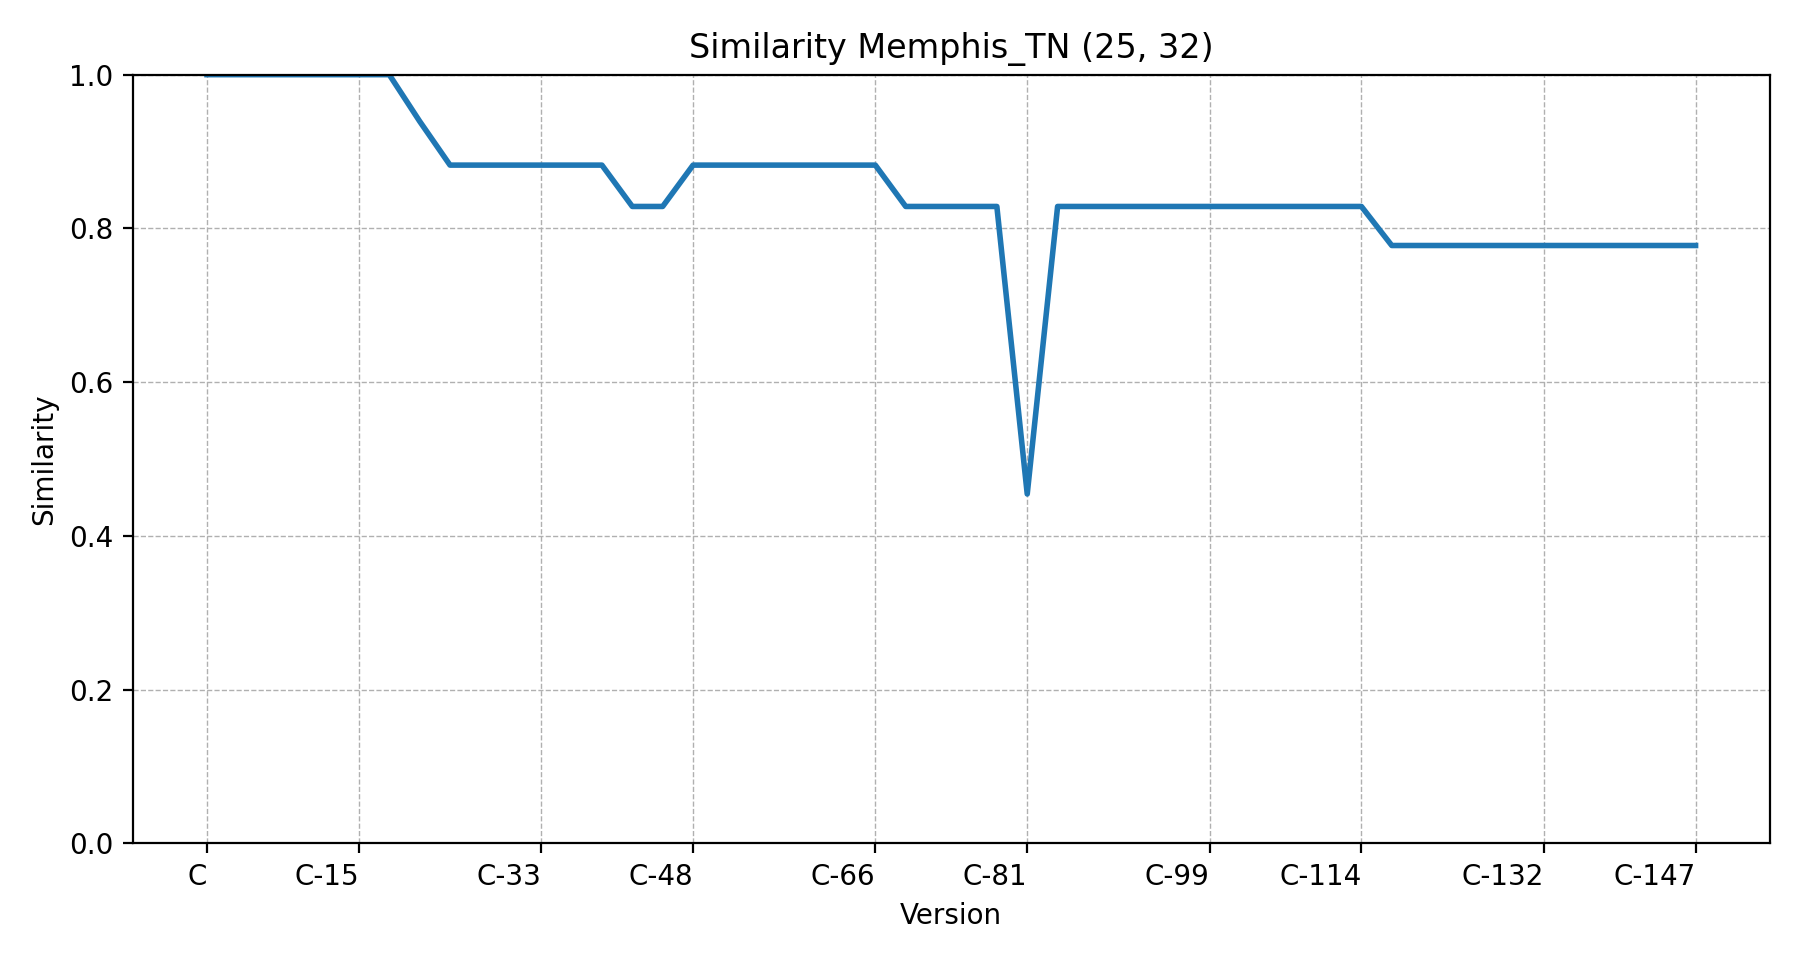 Similarity Memphis_TN (25, 32)
1.0
0.8
0.6
0.4
0.2
0.0
Similarity
C C-15 C-33 C-48 C-66 C-81 C-99 C-114 C-132 C-147
Version